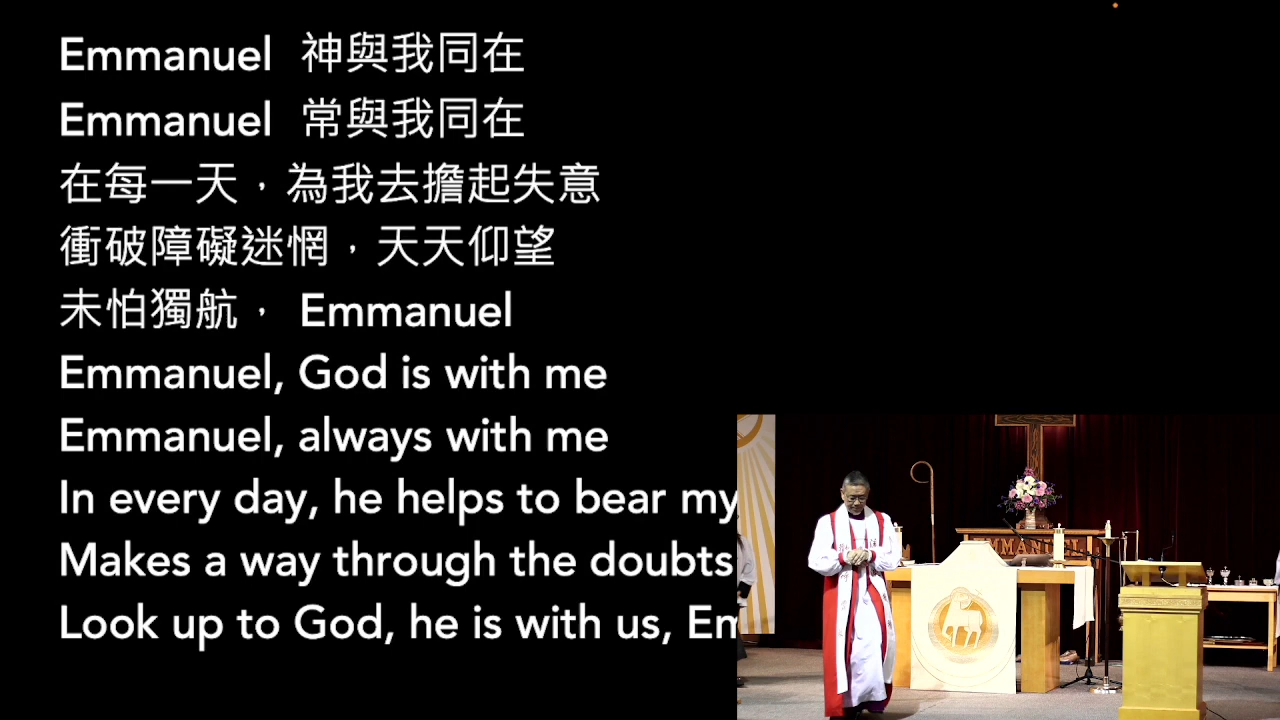 Emmanuel 神與我同在
Emmanuel 常與我同在
在每一天，為我去擔起失意
衝破障礙迷惘，天天仰望
未怕獨航， Emmanuel
Emmanuel, God is with me
Emmanuel, always with me
In every day, he helps to bear my
Makes a way through the doubts
Look up to God, he is with us,
EMMANUEL